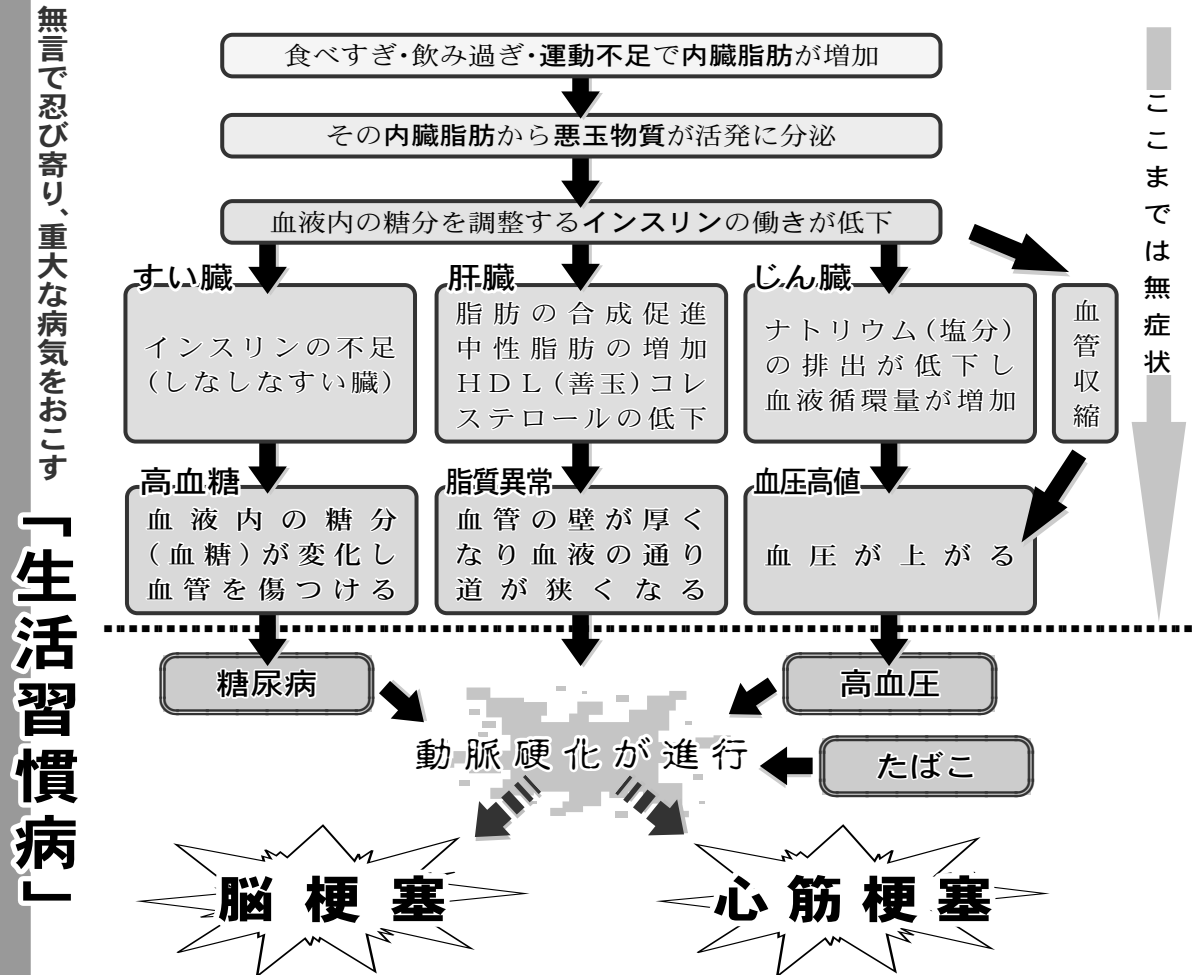 無言で忍び寄り、重大な病気をおこす
「生活習慣病」
食べすぎ・飲み過ぎ・運動不足で内臓脂肪が増加
その内臓脂肪から悪玉物質が活発に分泌
血液内の糖分を調整するインスリンの働きが低下
ここまでは無症状
すい臓
インスリンの不足
(しなしなすい臓)
肝臓
脂肪の合成促進
中性脂肪の増加
HDL(善玉)コレ
ステロールの低下
じん臓
ナトリウム(塩分)
の排出が低下し
血液循環量が増加
血管収縮
高血糖
血液内の糖分
(血糖)が変化し
血管を傷つける
脂質異常
血管の壁が厚く
なり血液の通り
道が狭くなる
血圧高値
血圧が上がる
糖尿病
高血圧
動脈硬化が進行
たばこ
脳梗塞
心筋梗塞